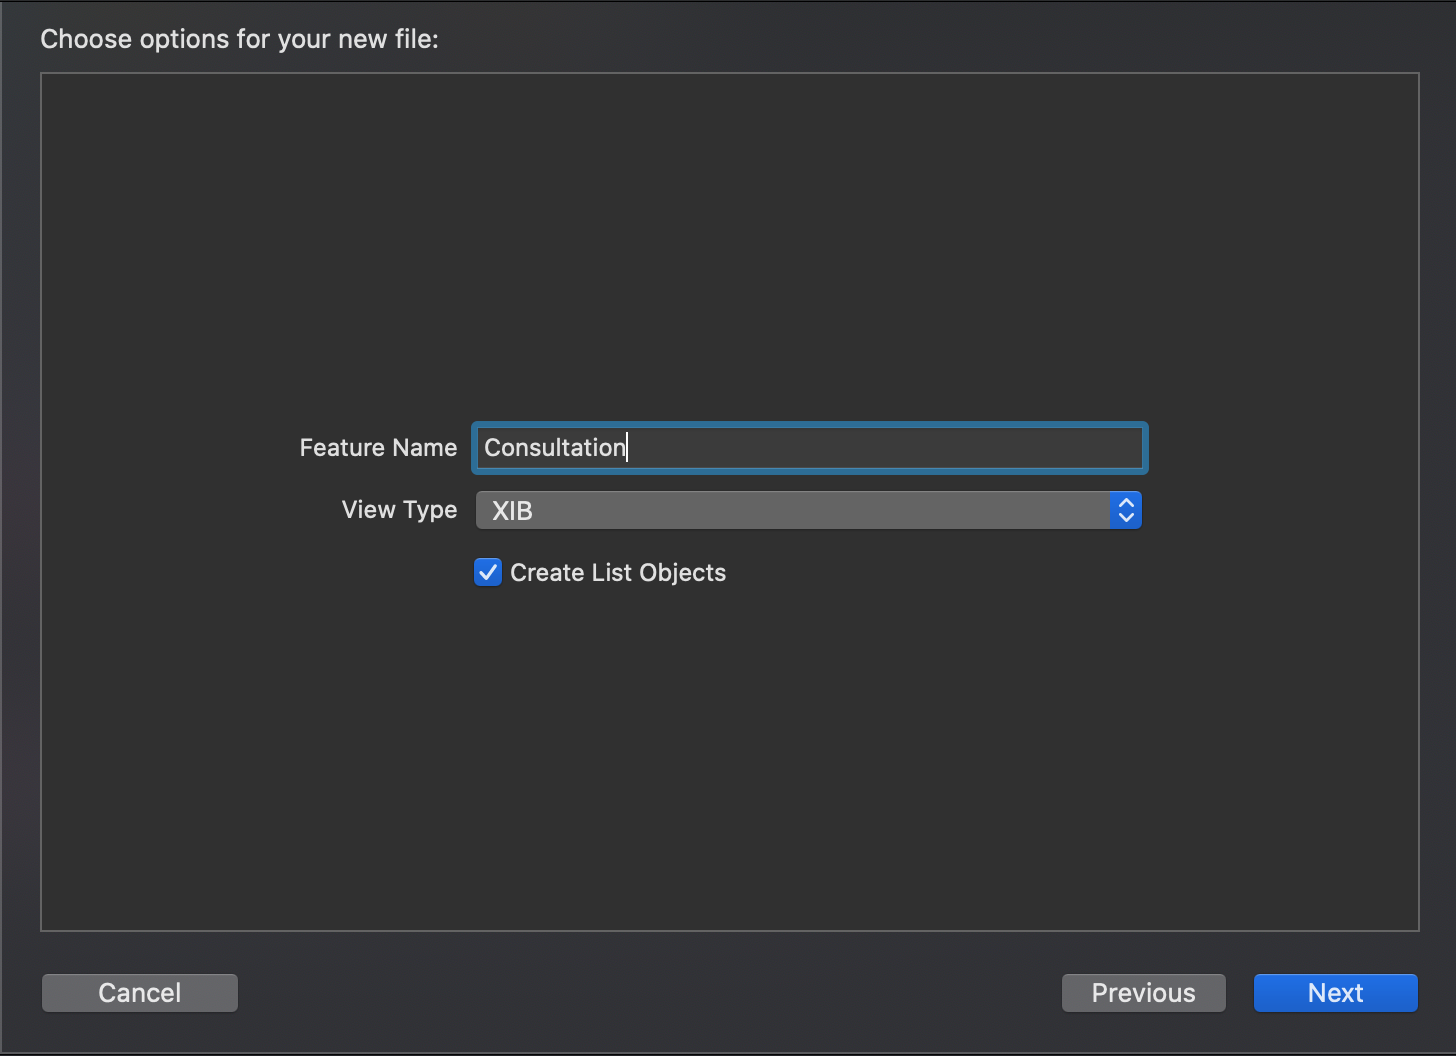 Choose options for your new file:
Feature Name Consultation
View Type XIB
Create List Objects
Cancel Previous Next